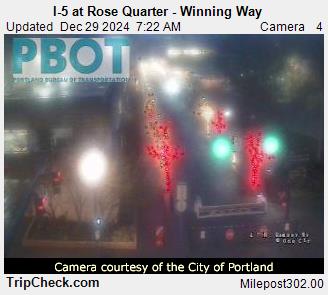 I-5 at Rose Quarter - Winning Way
Updated Dec 29 2024 7:22 AM Camera 4
PBOT
PORTLAND BUREAU OF TRANSPORTATION
Camera courtesy of the City of Portland
TripCheck.com Milepost302.00